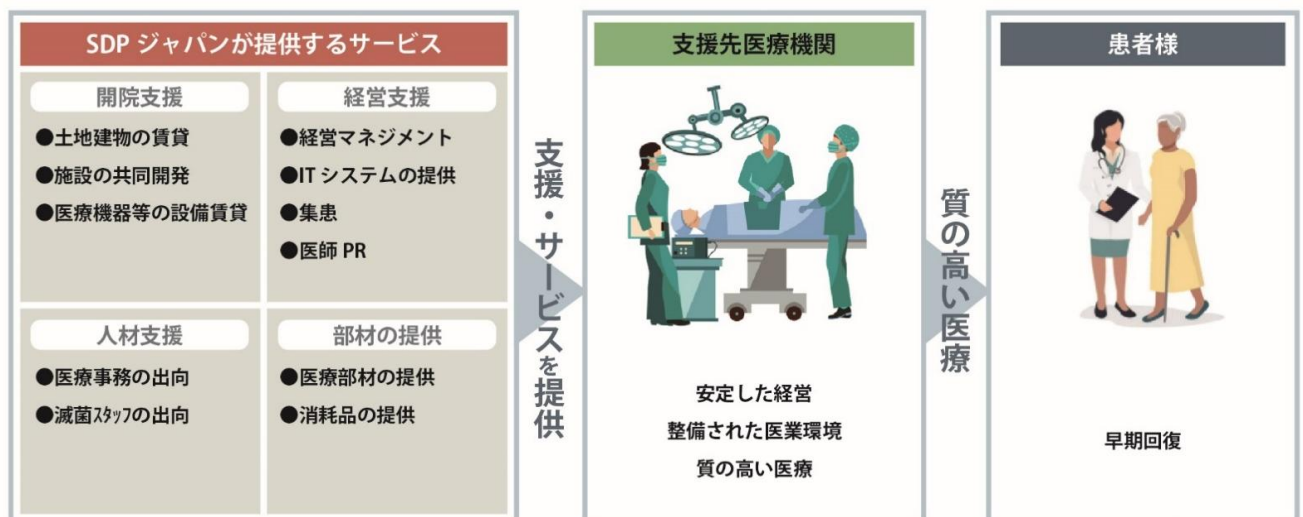 SDP ジャパンが提供するサービス
開院支援
●土地建物の賃貸
●施設の共同開発
●医療機器等の設備賃貸
経営支援
●経営マネジメント
●IT システムの提供
●集患
●医師 PR
人材支援
●医療事務の出向
●滅菌ｽﾀｯﾌの出向
部材の提供
●医療部材の提供
●消耗品の提供
支援・サービスを提供
支援先医療機関
安定した経営
整備された医業環境
質の高い医療
質の高い医療
患者様
早期回復